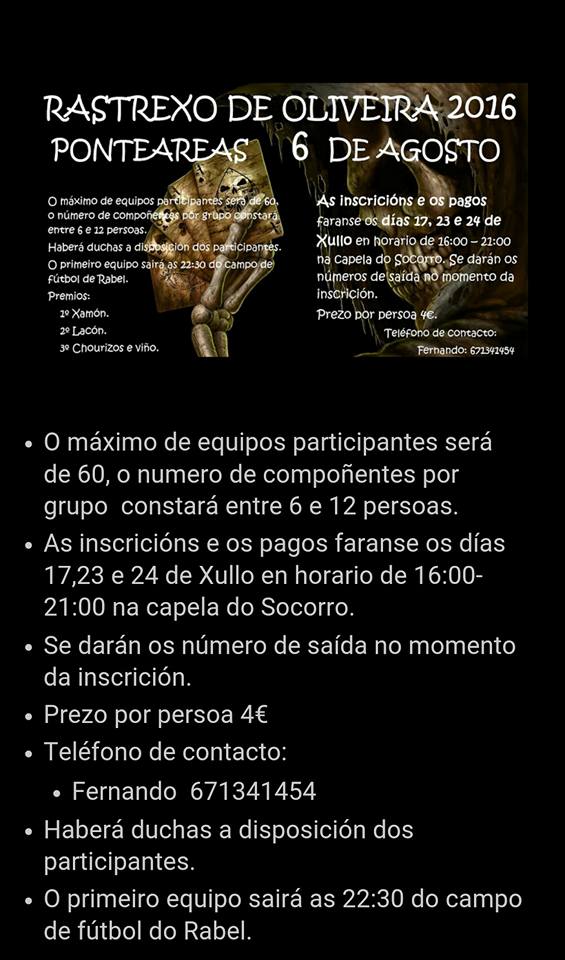 RASTREXO DE OLIVEIRA 2016
PONTEAREAS 6 DE AGOSTO
O máximo de equipos participantes será de 60,
o número de compoñentes por grupo constará
entre 6 e 12 persoas.
Haberá duchas a disposición dos participantes.
O primeiro equipo sairá as 22:30 do campo de
fútbol de Rabel.
Premios:
1º Xamón.
2º Lacón.
3º Chourizos e viño.
As inscricións e os pagos
faranse os días 17, 23 e 24 de
Xullo en horario de 16:00 – 21:00
na capela do Socorro. Se darán os
números de saída no momento da
inscrición.
Prezo por persoa 4€.
Teléfono de contacto:
Fernando: 671341454
• O máximo de equipos participantes será
de 60, o numero de compoñentes por
grupo constará entre 6 e 12 persoas.
• As inscricións e os pagos faranse os días
17,23 e 24 de Xullo en horario de 16:00-
21:00 na capela do Socorro.
• Se darán os número de saída no momento
da inscrición.
• Prezo por persoa 4€
• Teléfono de contacto:
• Fernando 671341454
• Haberá duchas a disposición dos
participantes.
• O primeiro equipo sairá as 22:30 do campo
de fútbol do Rabel.